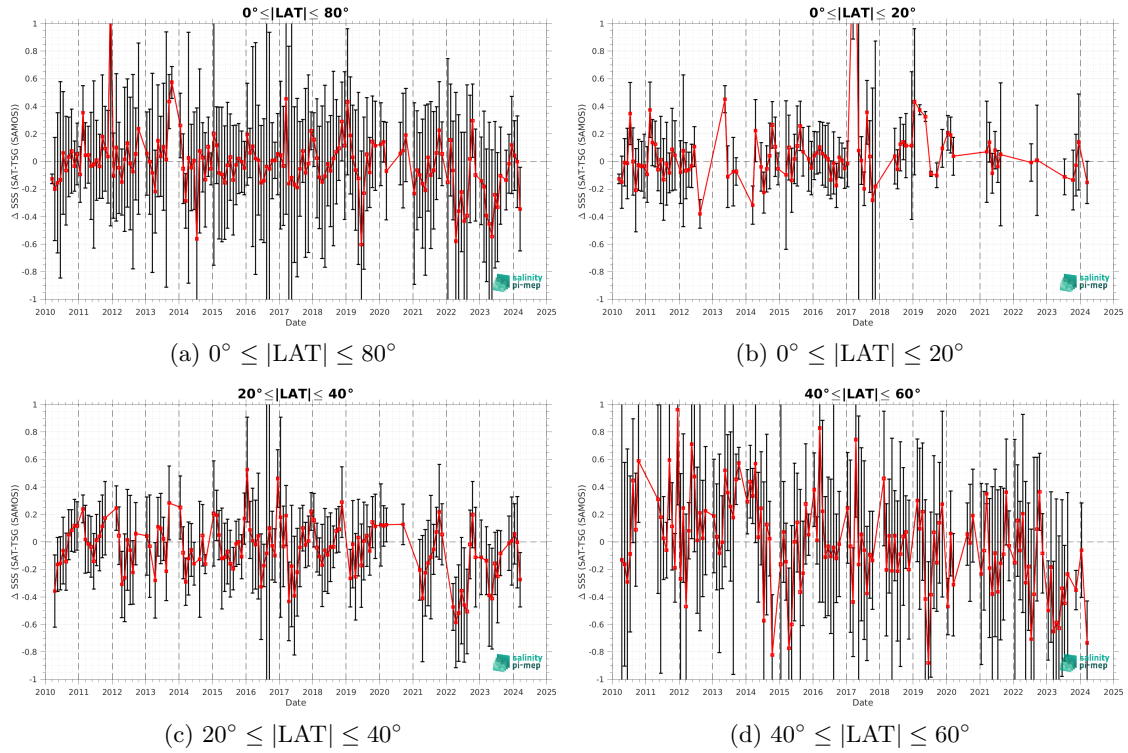 0°≤|LAT|≤ 80°
Δ SSS (SAT-TSG (SAMOS))
1
0.8
0.6
0.4
0.2
0
-0.2
-0.4
-0.6
-0.8
-1
2010 2011 2012 2013 2014 2015 2016 2017 2018 2019 2020 2021 2022 2023 2024 2025
Date
salinity
pi-mep
(a) 0° ≤ |LAT| ≤ 80°
0°≤|LAT|≤ 20°
Δ SSS (SAT-TSG (SAMOS))
1
0.8
0.6
0.4
0.2
0
-0.2
-0.4
-0.6
-0.8
-1
2010 2011 2012 2013 2014 2015 2016 2017 2018 2019 2020 2021 2022 2023 2024 2025
Date
salinity
pi-mep
(b) 0° ≤ |LAT| ≤ 20°
20°≤|LAT|≤ 40°
Δ SSS (SAT-TSG (SAMOS))
1
0.8
0.6
0.4
0.2
0
-0.2
-0.4
-0.6
-0.8
-1
2010 2011 2012 2013 2014 2015 2016 2017 2018 2019 2020 2021 2022 2023 2024 2025
Date
salinity
pi-mep
(c) 20° ≤ |LAT| ≤ 40°
40°≤|LAT|≤ 60°
Δ SSS (SAT-TSG (SAMOS))
1
0.8
0.6
0.4
0.2
0
-0.2
-0.4
-0.6
-0.8
-1
2010 2011 2012 2013 2014 2015 2016 2017 2018 2019 2020 2021 2022 2023 2024 2025
Date
salinity
pi-mep
(d) 40° ≤ |LAT| ≤ 60°